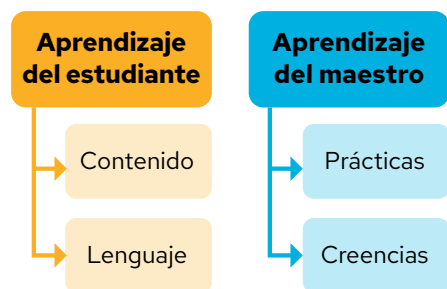 Aprendizaje
del estudiante
Contenido
Lenguaje
Aprendizaje
del maestro
Prácticas
Creencias